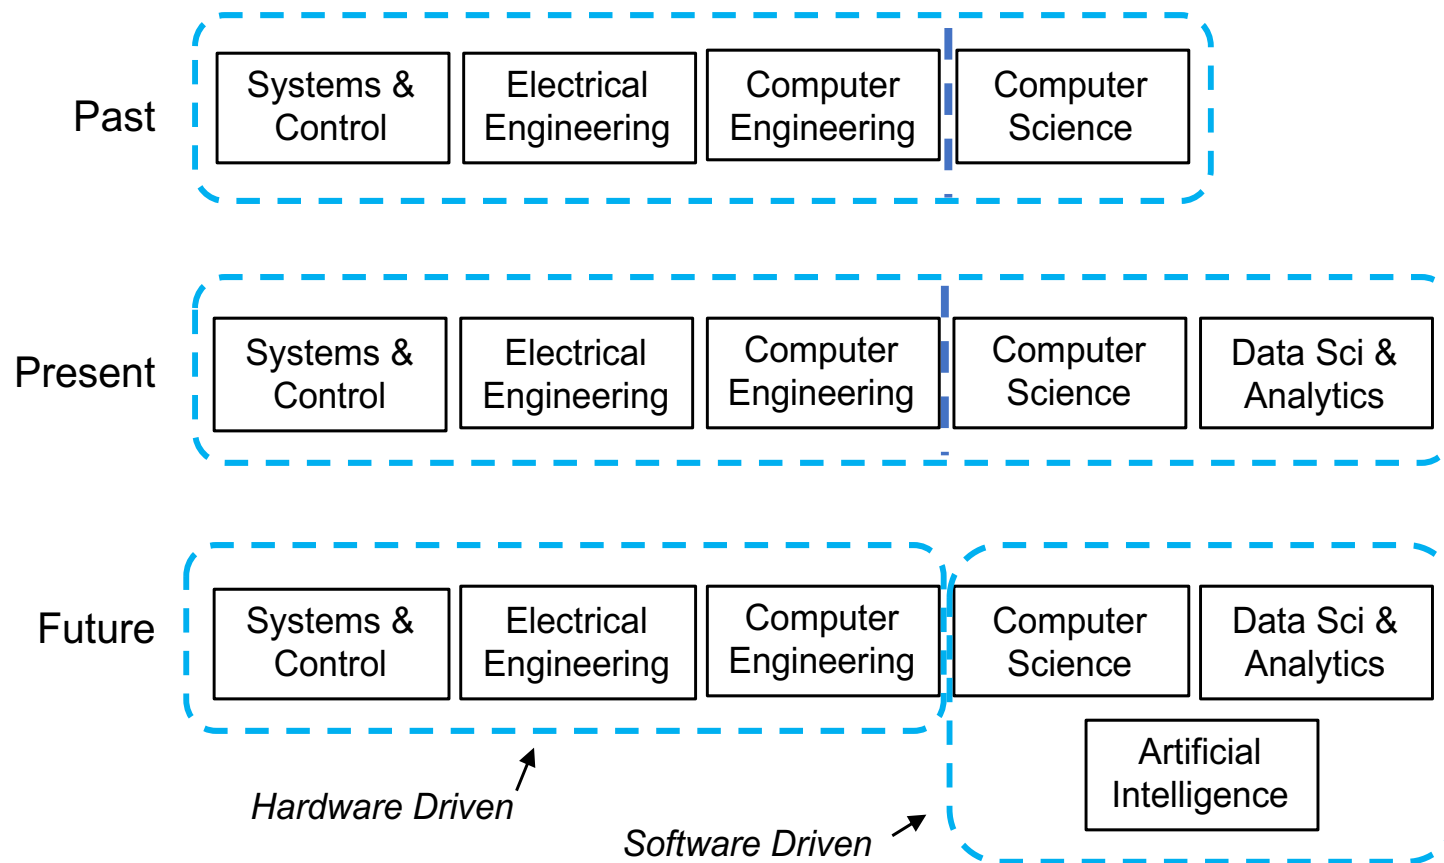 Past
Systems &
Control
Electrical
Engineering
Computer
Engineering
Computer
Science
Present
Systems &
Control
Electrical
Engineering
Computer
Engineering
Computer
Science
Data Sci &
Analytics
Future
Systems &
Control
Electrical
Engineering
Computer
Engineering
Computer
Science
Data Sci &
Analytics
Artificial
Intelligence
Hardware Driven
Software Driven